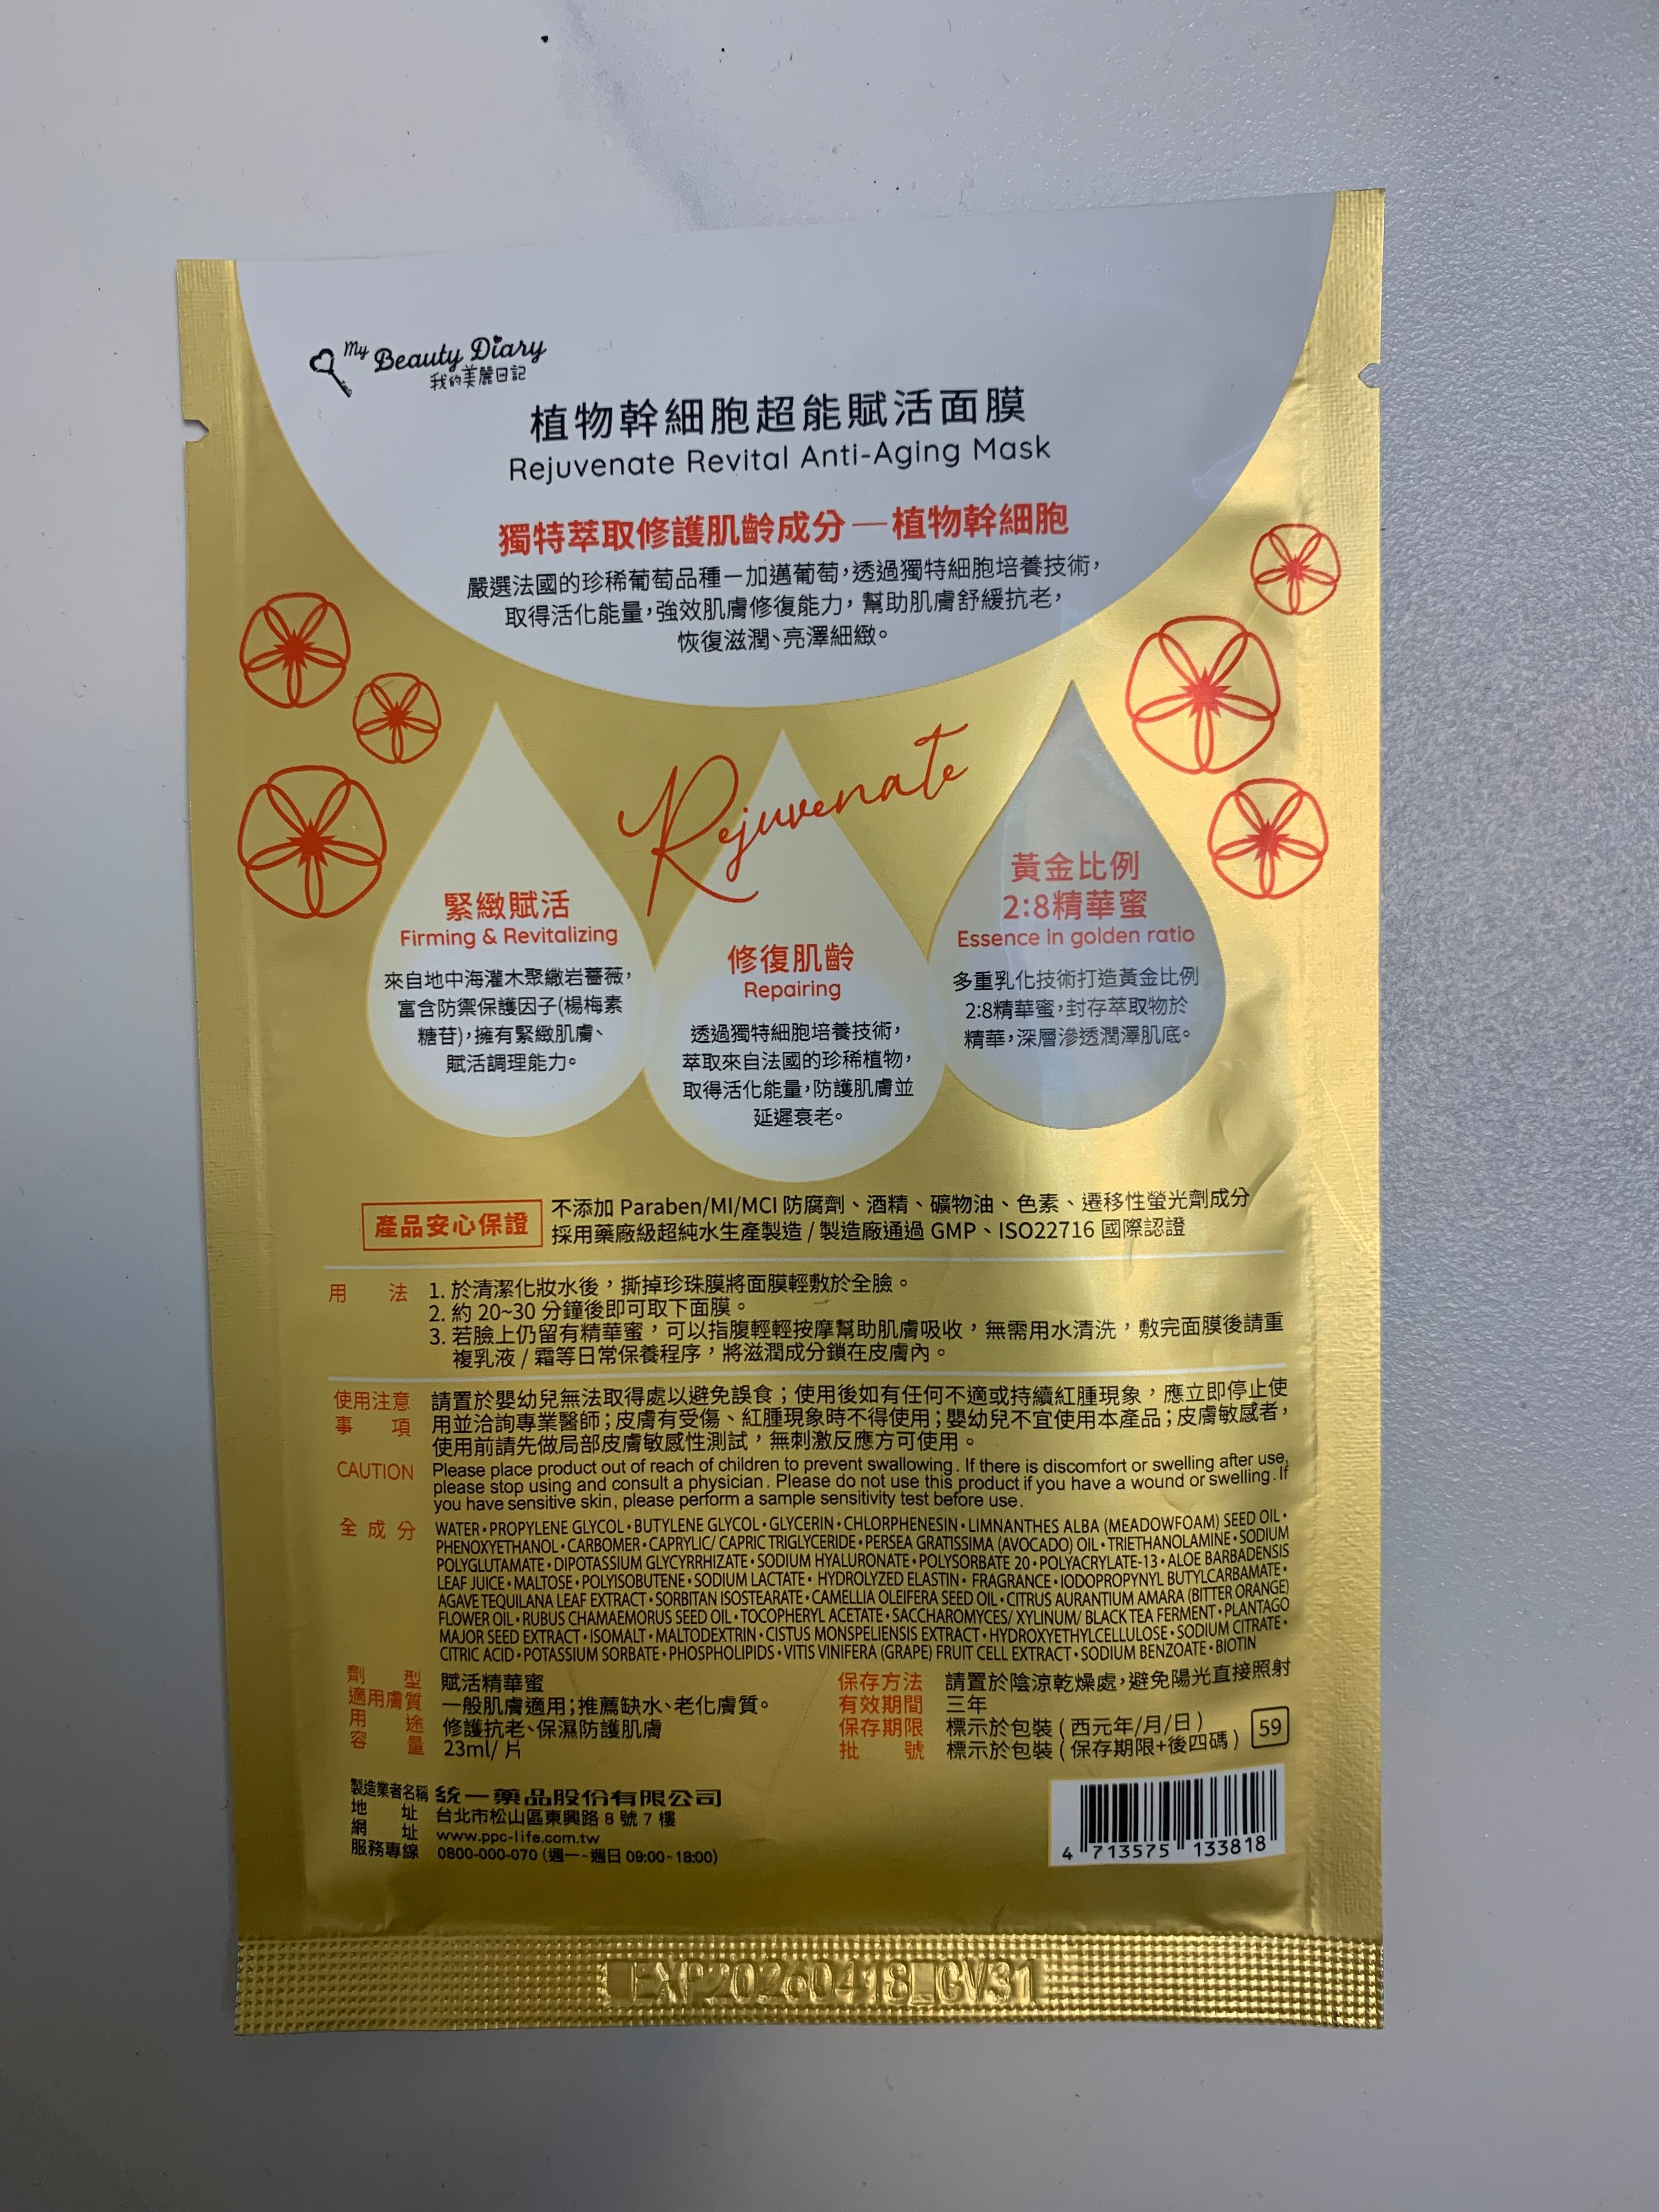 My Beauty Diary
我的美麗日記
植物幹細胞超能賦活面膜
Rejuvenate Revital Anti-Aging Mask
獨特萃取修護肌齡成分—植物幹細胞
嚴選法國的珍稀葡萄品種－加邁葡萄，透過獨特細胞培養技術，
取得活化能量，強效肌膚修復能力，幫助肌膚舒緩抗老，
恢復滋潤、亮澤細緻。
Rejuvenate
緊緻賦活
Firming & Revitalizing
來自地中海灌木聚繖岩薔薇，
富含防禦保護因子(楊梅素
糖苷)，擁有緊緻肌膚、
賦活調理能力。
修復肌齡
Repairing
透過獨特細胞培養技術，
萃取來自法國的珍稀植物，
取得活化能量，防護肌膚並
延遲衰老。
黃金比例
2:8精華蜜
Essence in golden ratio
多重乳化技術打造黃金比例
2:8精華蜜，封存萃取物於
精華，深層滲透潤澤肌底。
產品安心保證
不添加 Paraben/MI/MCI 防腐劑、酒精、礦物油、色素、遷移性螢光劑成分
採用藥廠級超純水生產製造 / 製造廠通過 GMP、ISO22716 國際認證
用法 1. 於清潔化妝水後，撕掉珍珠膜將面膜輕敷於全臉。
2. 約 20~30 分鐘後即可取下面膜。
3. 若臉上仍留有精華蜜，可以指腹輕輕按摩幫助肌膚吸收，無需用水清洗，敷完面膜後請重
複乳液 / 霜等日常保養程序，將滋潤成分鎖在皮膚內。
使用注意 請置於嬰幼兒無法取得處以避免誤食；使用後如有任何不適或持續紅腫現象，應立即停止使
事項 用並洽詢專業醫師；皮膚有受傷、紅腫現象時不得使用；嬰幼兒不宜使用本產品；皮膚敏感者，
使用前請先做局部皮膚敏感性測試，無刺激反應方可使用。
CAUTION Please place product out of reach of children to prevent swallowing. If there is discomfort or swelling after use,
please stop using and consult a physician. Please do not use this product if you have a wound or swelling. If
you have sensitive skin, please perform a sample sensitivity test before use.
全成分 WATER・PROPYLENE GLYCOL・BUTYLENE GLYCOL・GLYCERIN・CHLORPHENESIN・LIMNANTHES ALBA (MEADOWFOAM) SEED OIL・
PHENOXYETHANOL・CARBOMER・CAPRYLIC/ CAPRIC TRIGLYCERIDE・PERSEA GRATISSIMA (AVOCADO) OIL・TRIETHANOLAMINE・SODIUM
POLYGLUTAMATE・DIPOTASSIUM GLYCYRRHIZATE・SODIUM HYALURONATE・POLYSORBATE 20・POLYACRYLATE-13・ALOE BARBADENSIS
LEAF JUICE・MALTOSE・POLYISOBUTENE・SODIUM LACTATE・HYDROLYZED ELASTIN・FRAGRANCE・IODOPROPYNYL BUTYLCARBAMATE・
AGAVE TEQUILANA LEAF EXTRACT・SORBITAN ISOSTEARATE・CAMELLIA OLEIFERA SEED OIL・CITRUS AURANTIUM AMARA (BITTER ORANGE)
FLOWER OIL・RUBUS CHAMAEMORUS SEED OIL・TOCOPHERYL ACETATE・SACCHAROMYCES/ XYLINUM/ BLACK TEA FERMENT・PLANTAGO
MAJOR SEED EXTRACT・ISOMALT・MALTODEXTRIN・CISTUS MONSPELIENSIS EXTRACT・HYDROXYETHYLCELLULOSE・SODIUM CITRATE・
CITRIC ACID・POTASSIUM SORBATE・PHOSPHOLIPIDS・VITIS VINIFERA (GRAPE) FRUIT CELL EXTRACT・SODIUM BENZOATE・BIOTIN
劑型 賦活精華蜜
適用膚質 一般肌膚適用；推薦缺水、老化膚質。
用途 修護抗老、保濕防護肌膚
容量 23ml/ 片
保存方法 請置於陰涼乾燥處，避免陽光直接照射
有效期間 三年
保存期限 標示於包裝 ( 西元年/月/日 )
批號 標示於包裝 ( 保存期限+後四碼 )
59
製造業者名稱 統一藥品股份有限公司
地址 台北市松山區東興路 8 號 7 樓
網址 www.ppc-life.com.tw
服務專線 0800-000-070 (週一-週日 09:00-18:00)
4 713575 133818
EXP20260418 CV31